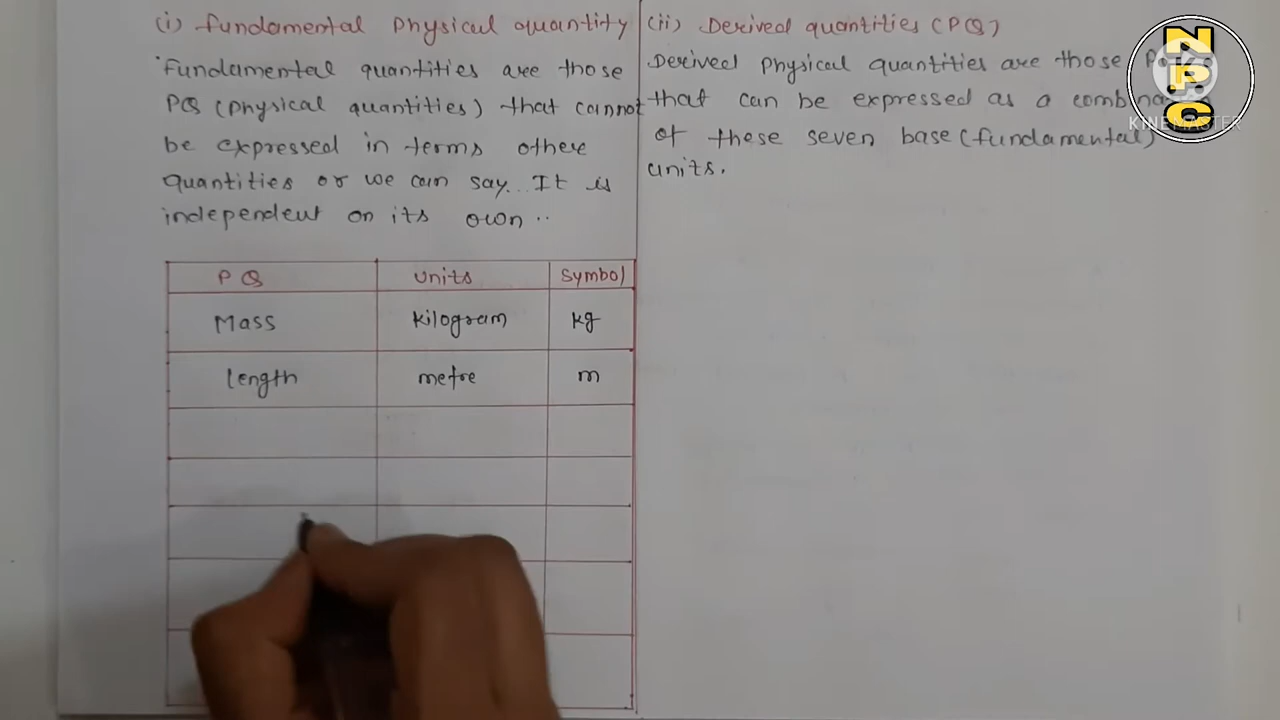 (i) Fundamental Physical quantity
Fundamental quantities are those
PQ (Physical quantities) that cannot
be expressed in terms othere
quantities or we can say.. It is
independent on its own..
PQ units Symbol
Mass kilogram kg
length metre m
(ii) Derived quantities (PQ)
Derived Physical quantities are those
that can be expressed as a
of these seven base (fundamental)
units.
NPC
KINEMASTER